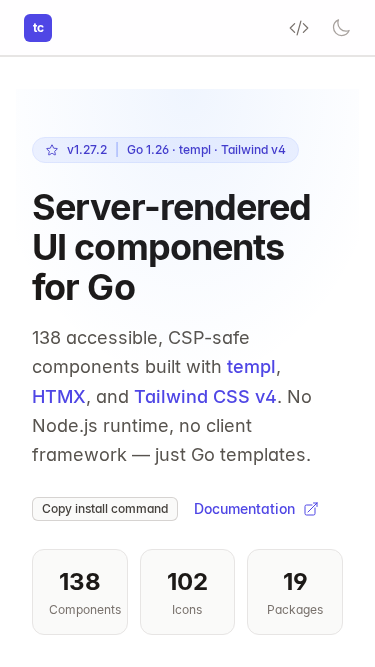 tc
v1.27.2 | Go 1.26 · templ · Tailwind v4
Server-rendered
UI components
for Go
138 accessible, CSP-safe
components built with templ,
HTMX, and Tailwind CSS v4. No
Node.js runtime, no client
framework — just Go templates.
Copy install command Documentation
138 102 19
Components Icons Packages